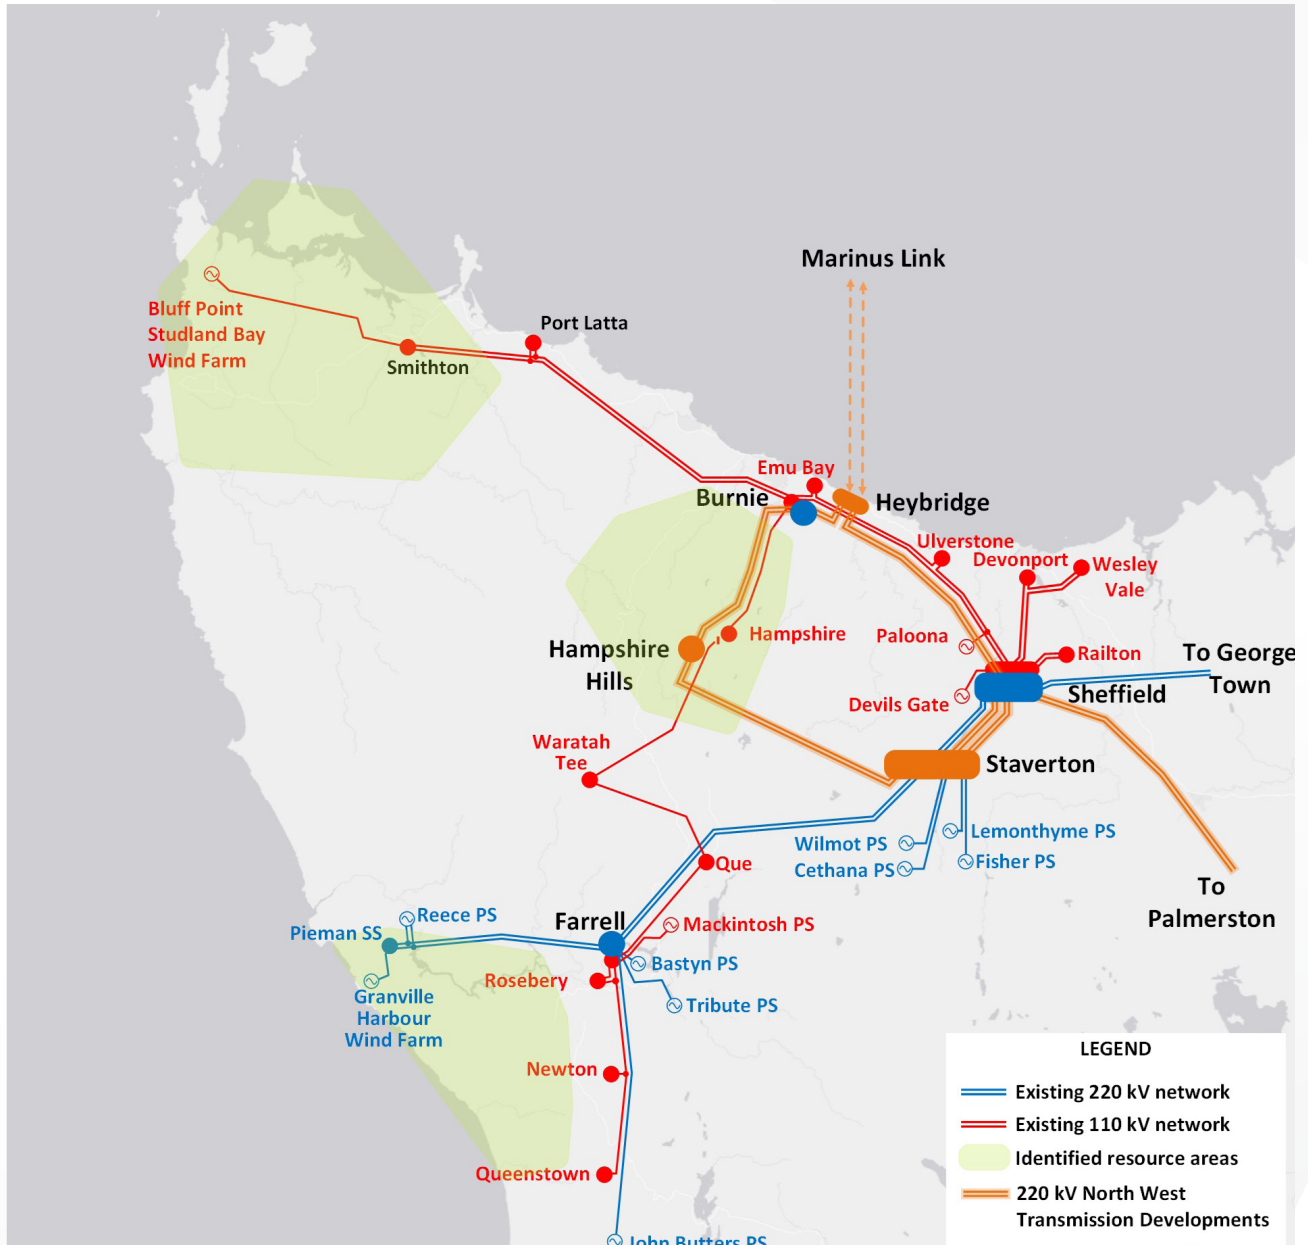 Marinus Link
Bluff Point
Studland Bay
Wind Farm
Port Latta
Smithton
Emu Bay
Burnie
Heybridge
Ulverstone
Devonport
Wesley
Vale
Paloona
Hampshire
Hampshire
Hills
Railton
To George
Town
Sheffield
Devils Gate
Waratah
Tee
Staverton
Wilmot PS
Lemonthyme PS
Cethana PS
Fisher PS
Que
To
Palmerston
Farrell
Reece PS
Pieman SS
Mackintosh PS
Bastyn PS
Rosebery
Tribute PS
Granville
Harbour
Wind Farm
Newton
Queenstown
John Butters PS
LEGEND
Existing 220 kV network
Existing 110 kV network
Identified resource areas
220 kV North West
Transmission Developments